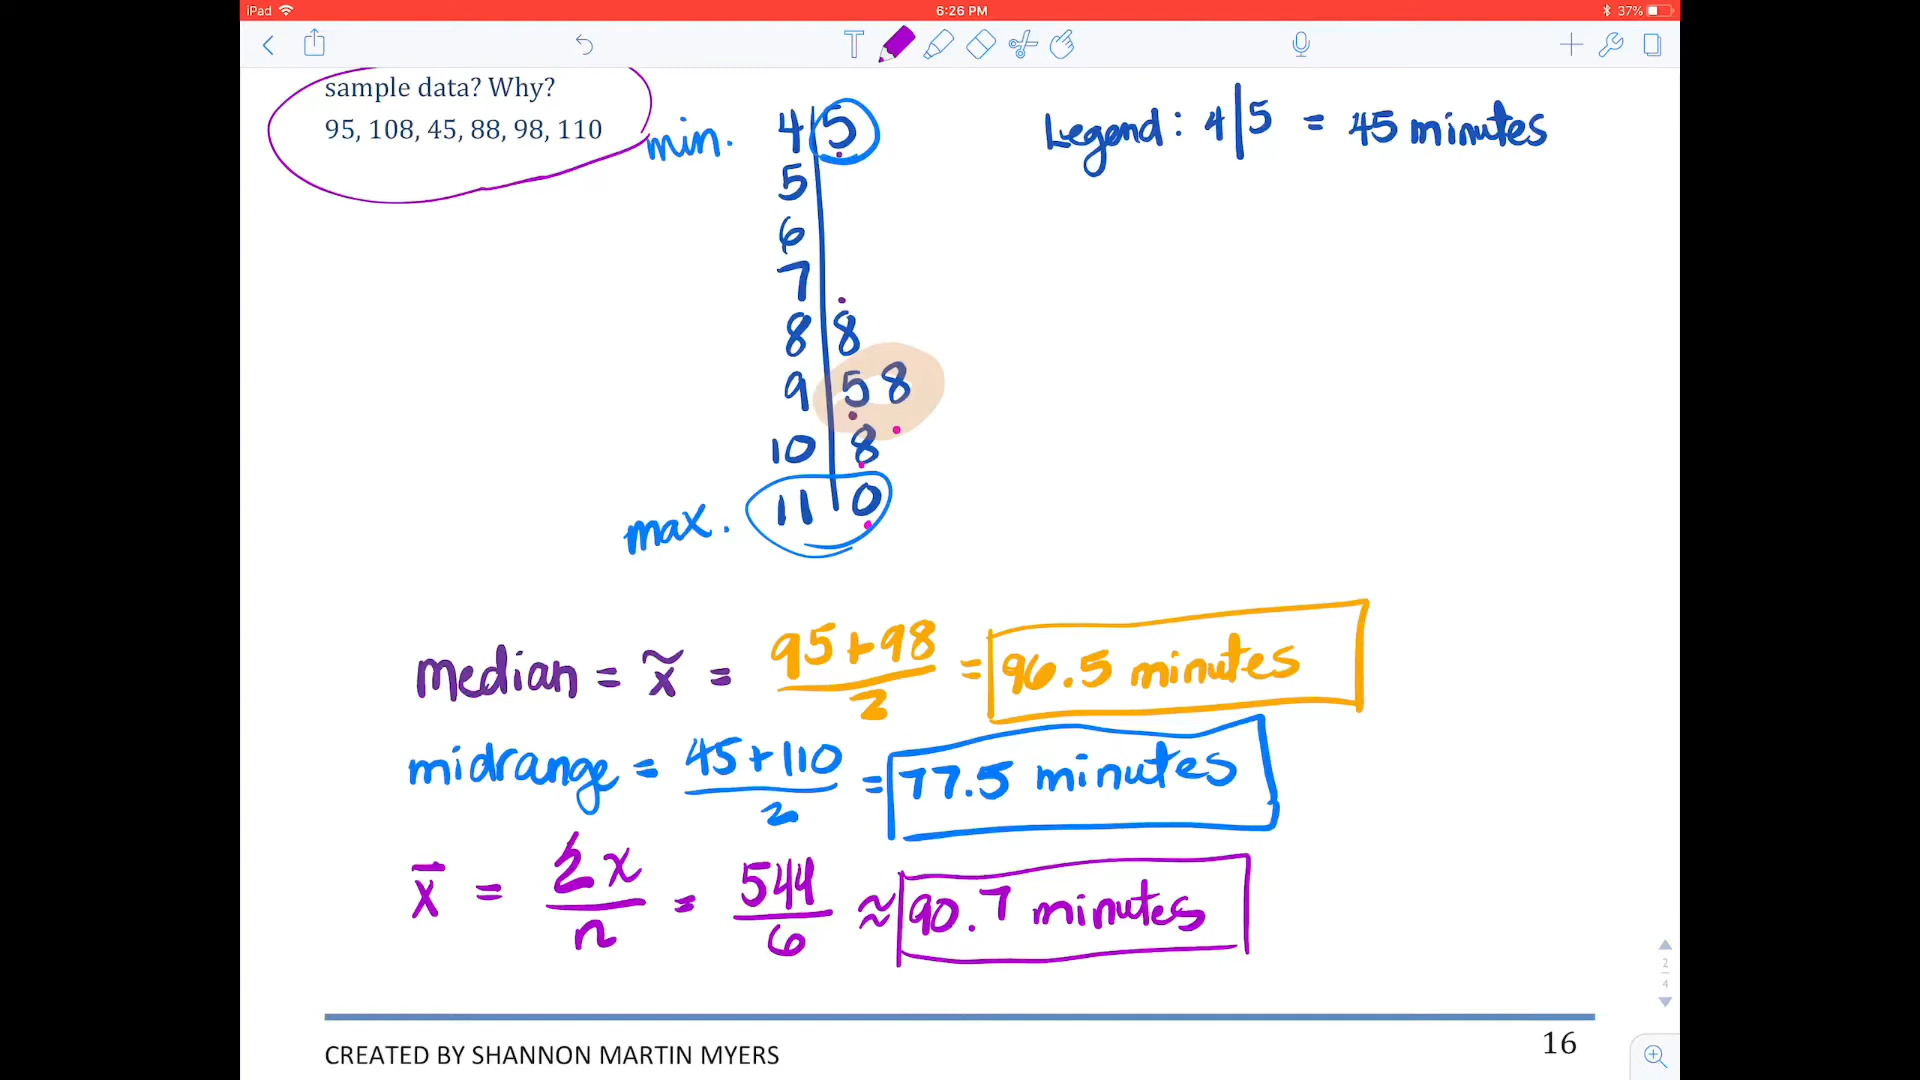 iPad 6:26 PM 37%
T
sample data? Why?
95, 108, 45, 88, 98, 110
min. 4|5 Legend: 4|5 = 45 minutes
5
6
7
8 8
9 5 8
10 8
max. 11 0
median = x̃ = 95+98/2 = 96.5 minutes
midrange = 45+110/2 = 77.5 minutes
x̄ = Σx/n = 544/6 ≈ 90.7 minutes
2
4
CREATED BY SHANNON MARTIN MYERS 16